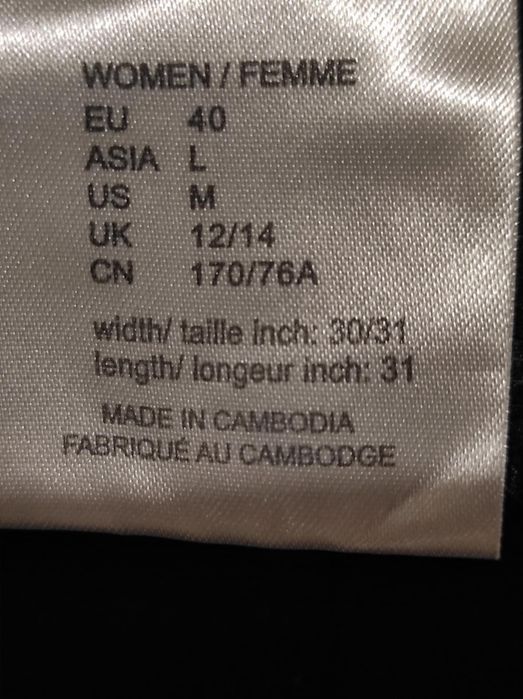 WOMEN / FEMME
EU 40
ASIA L
US M
UK 12/14
CN 170/76A
width/ taille inch: 30/31
length/ longeur inch: 31
MADE IN CAMBODIA
FABRIQUÉ AU CAMBODGE